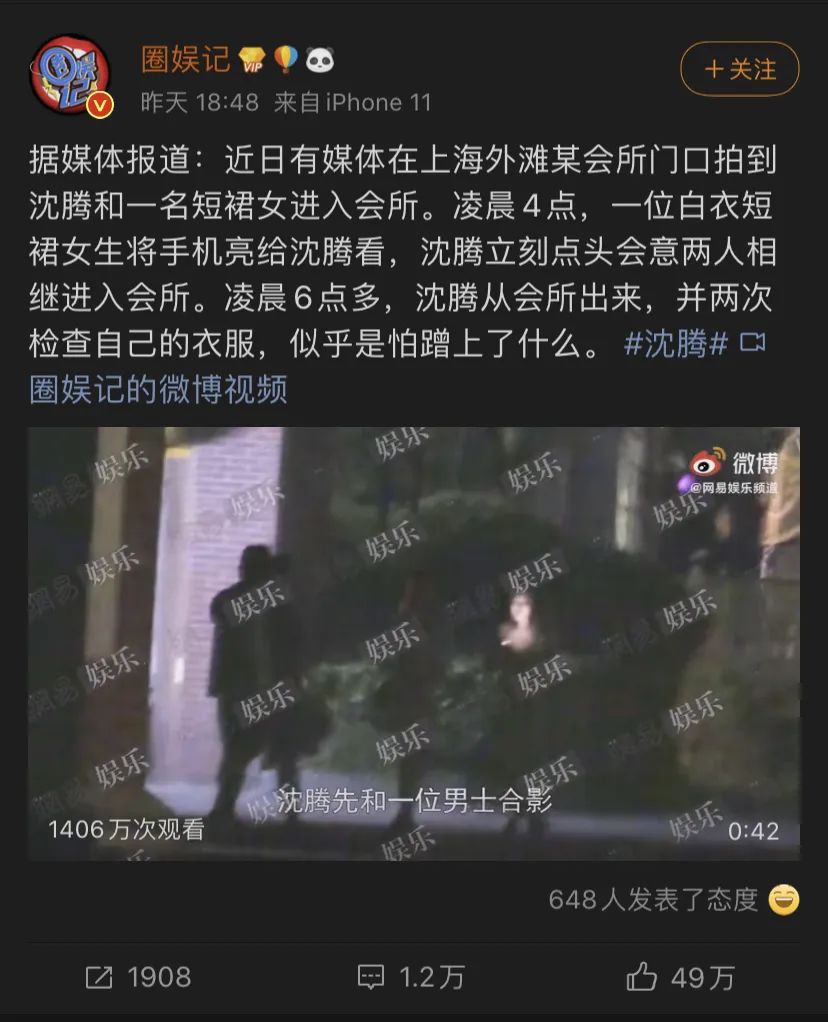 圈娱记
VIP
昨天 18:48 来自 iPhone 11
+关注
据媒体报道：近日有媒体在上海外滩某会所门口拍到
沈腾和一名短裙女进入会所。凌晨4点，一位白衣短
裙女生将手机亮给沈腾看，沈腾立刻点头会意两人相
继进入会所。凌晨6点多，沈腾从会所出来，并两次
检查自己的衣服，似乎是怕蹭上了什么。 #沈腾#
圈娱记的微博视频
微博
@网易娱乐频道
网易娱乐
沈腾先和一位男士合影
1406万次观看
0:42
648人发表了态度
1908
1.2万
49万